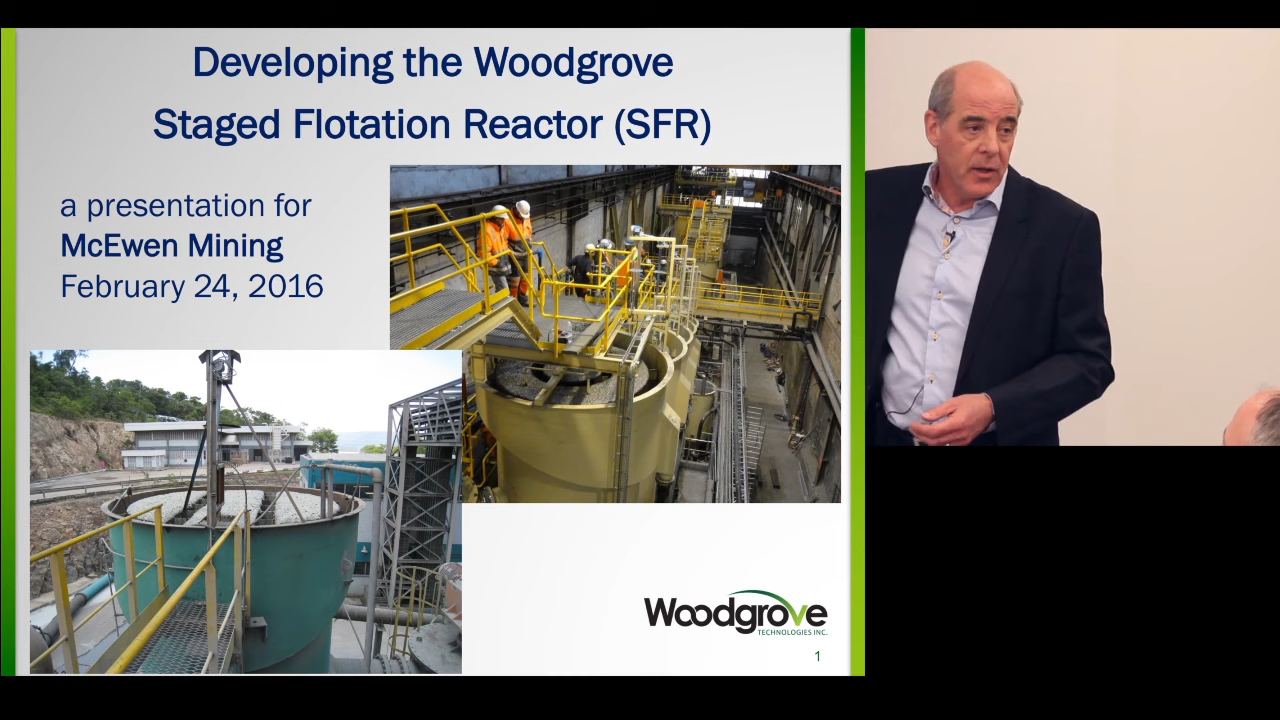 Developing the Woodgrove
Staged Flotation Reactor (SFR)
a presentation for
McEwen Mining
February 24, 2016
Woodgrove
TECHNOLOGIES INC.
1